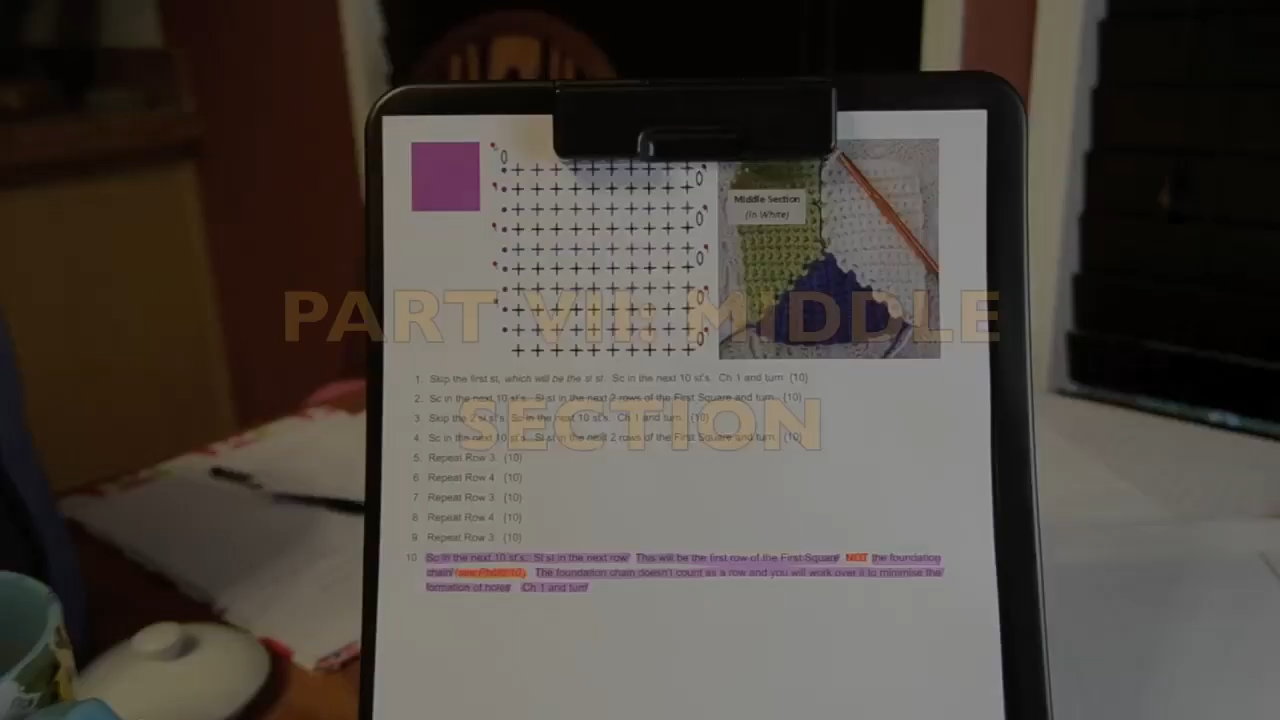 Middle Section
(In White)
PART VII: MIDDLE
SECTION
1. Skip the first st, which will be the sl st. Sc in the next 10 st's. Ch 1 and turn. (10)
2. Sc in the next 10 st's. Sl st in the next 2 rows of the First Square and turn. (10)
3. Skip the 2 sl st's. Sc in the next 10 st's. Ch 1 and turn. (10)
4. Sc in the next 10 st's. Sl st in the next 2 rows of the First Square and turn. (10)
5. Repeat Row 3. (10)
6 Repeat Row 4 (10)
7 Repeat Row 3. (10)
8 Repeat Row 4. (10)
9 Repeat Row 3. (10)
10 Sc in the next 10 st's. Sl st in the next row. This will be the first row of the First Square NOT the foundation
chain (see Photo 10). The foundation chain doesn't count as a row and you will work over it to minimise the
formation of holes. Ch 1 and turn